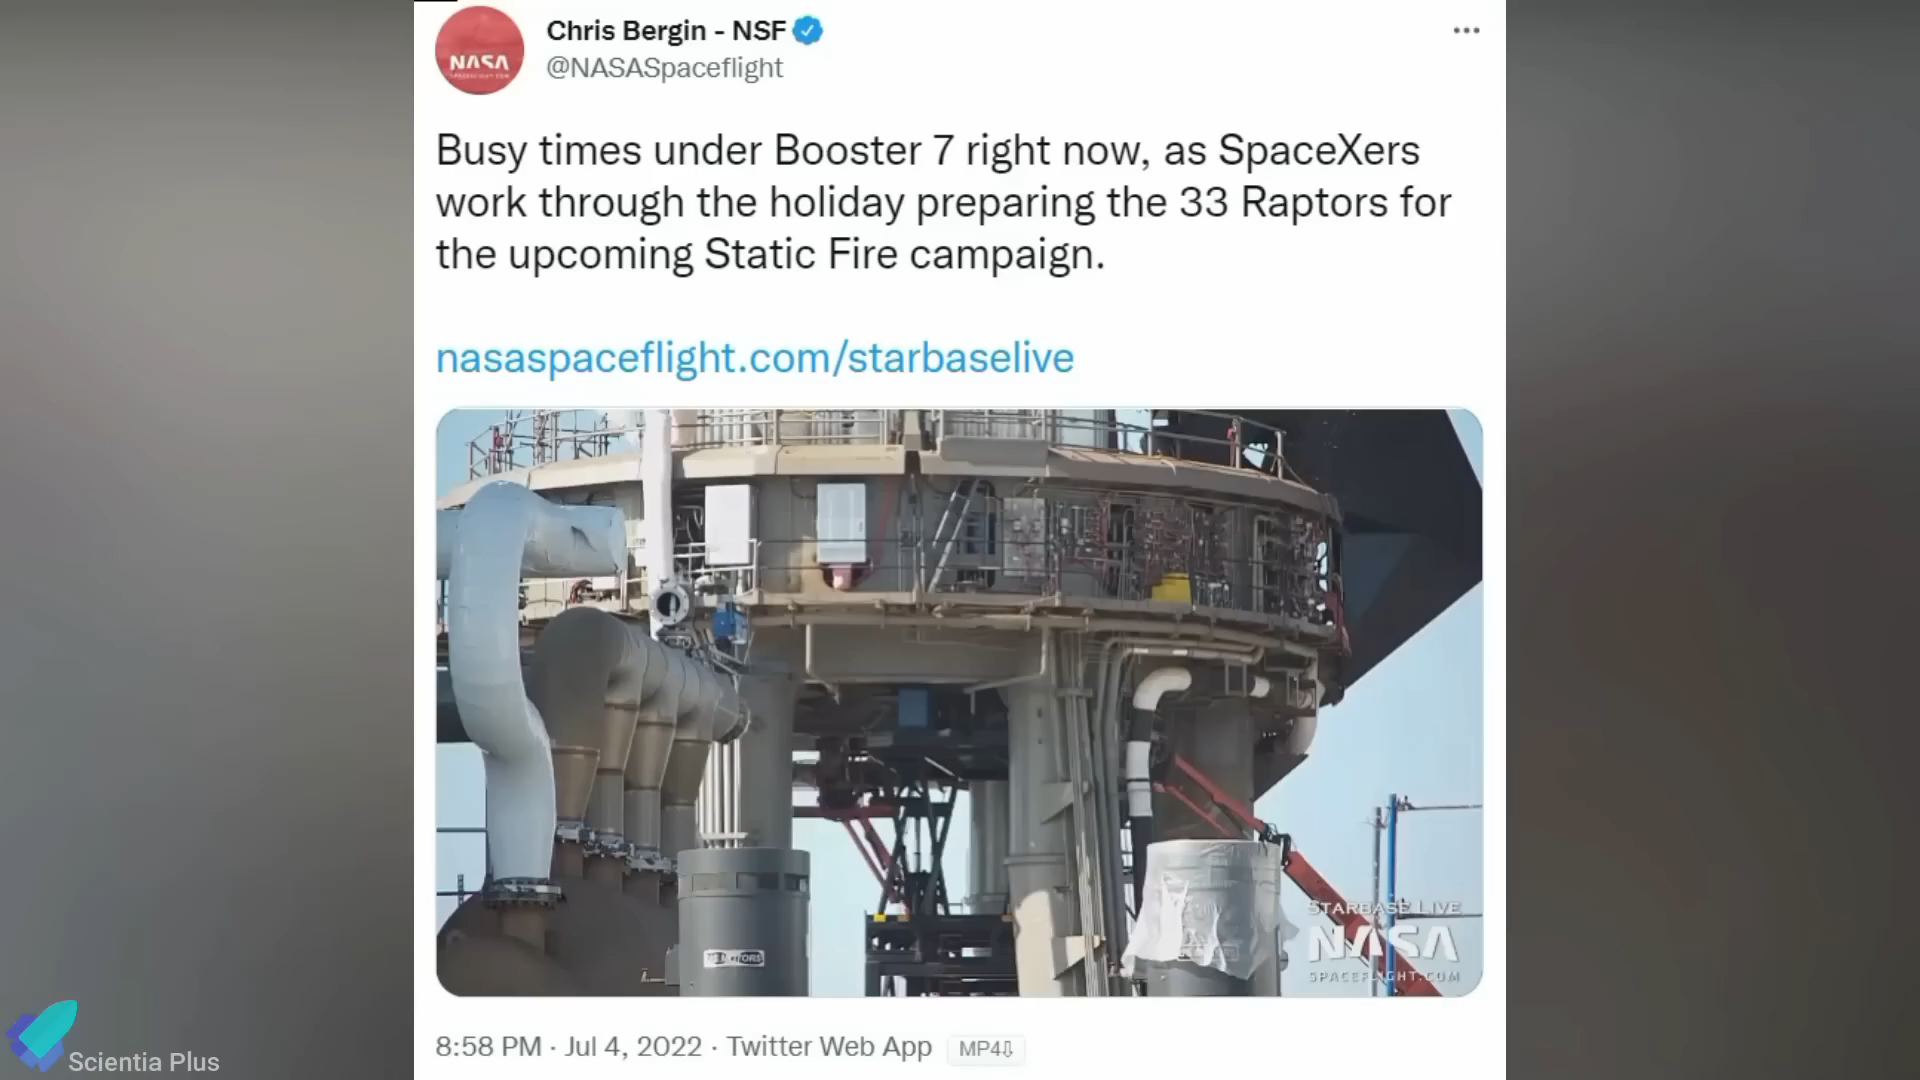 Chris Bergin - NSF
@NASASpaceflight
Busy times under Booster 7 right now, as SpaceXers
work through the holiday preparing the 33 Raptors for
the upcoming Static Fire campaign.
nasaspaceflight.com/starbaselive
STARBASE LIVE
NASA
SPACEFLIGHT.COM
8:58 PM · Jul 4, 2022 · Twitter Web App
MP4
Scientia Plus
NASA